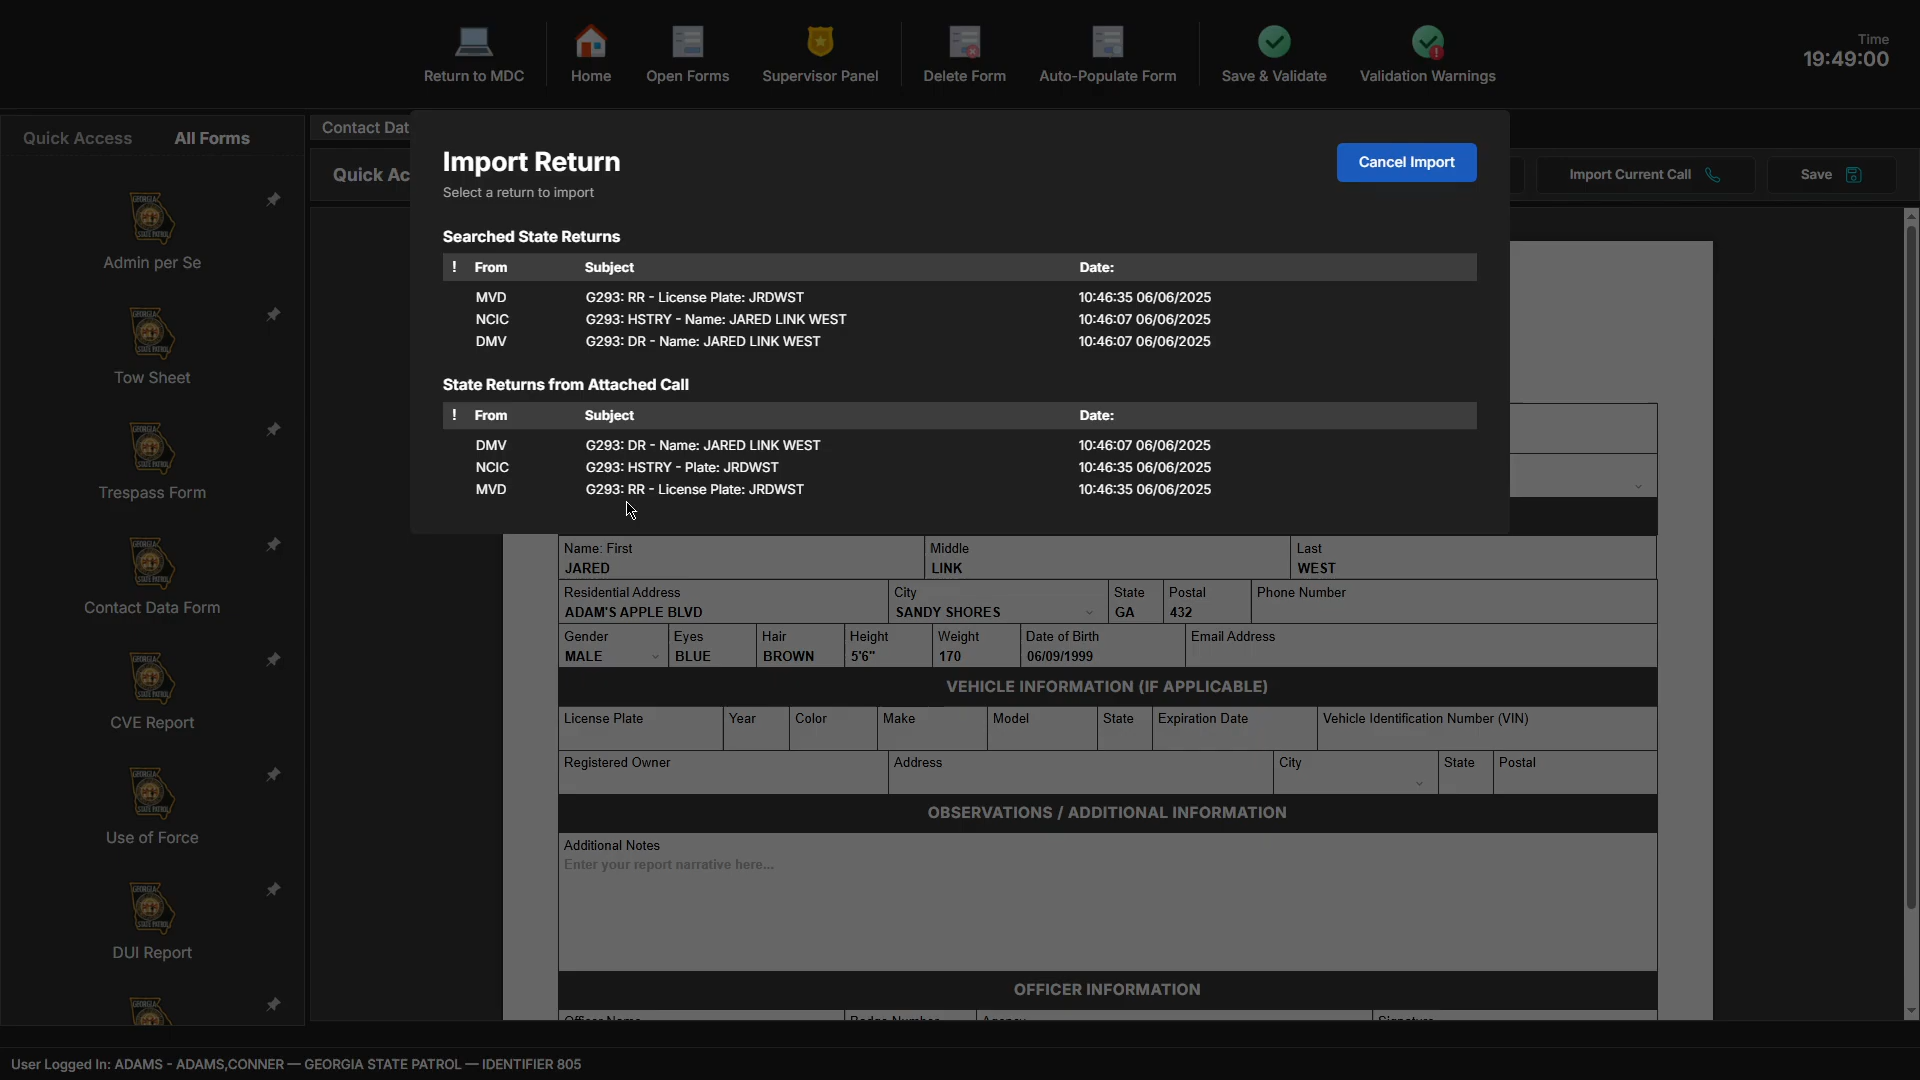 Return to MDC
Home
Open Forms
Supervisor Panel
Delete Form
Auto-Populate Form
Save & Validate
Validation Warnings
Time
19:49:00
Quick Access
All Forms
Admin per Se
Tow Sheet
Trespass Form
Contact Data Form
CVE Report
Use of Force
DUI Report
Contact Dat
Quick Ac
Import Current Call
Save
Import Return
Select a return to import
Cancel Import
Searched State Returns
! From Subject Date:
MVD G293: RR - License Plate: JRDWST 10:46:35 06/06/2025
NCIC G293: HSTRY - Name: JARED LINK WEST 10:46:07 06/06/2025
DMV G293: DR - Name: JARED LINK WEST 10:46:07 06/06/2025
State Returns from Attached Call
! From Subject Date:
DMV G293: DR - Name: JARED LINK WEST 10:46:07 06/06/2025
NCIC G293: HSTRY - Plate: JRDWST 10:46:35 06/06/2025
MVD G293: RR - License Plate: JRDWST 10:46:35 06/06/2025
Name: First Middle Last
JARED LINK WEST
Residential Address City State Postal Phone Number
ADAM'S APPLE BLVD SANDY SHORES GA 432
Gender Eyes Hair Height Weight Date of Birth Email Address
MALE BLUE BROWN 5'6" 170 06/09/1999
VEHICLE INFORMATION (IF APPLICABLE)
License Plate Year Color Make Model State Expiration Date Vehicle Identification Number (VIN)
Registered Owner Address City State Postal
OBSERVATIONS / ADDITIONAL INFORMATION
Additional Notes
Enter your report narrative here...
OFFICER INFORMATION
Officer Name Badge Number Agency Signature
User Logged In: ADAMS - ADAMS,CONNER — GEORGIA STATE PATROL — IDENTIFIER 805